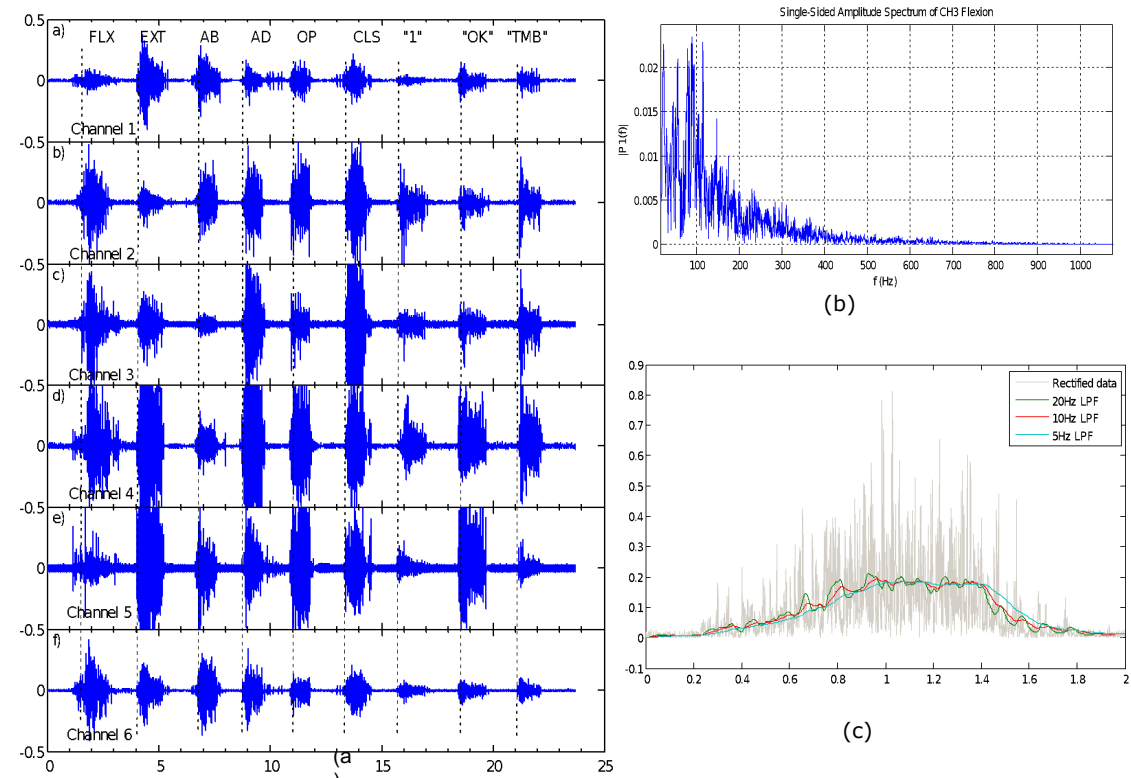 0.5
a)
FLX EXT AB AD OP CLS "1" "OK" "TMB"
0
Channel 1
-0.5
b)
0
Channel 2
0.5
c)
0
Channel 3
-0.5
d)
0
Channel 4
0.5
e)
0
Channel 5
-0.5
f)
0
Channel 6
-0.5
0 5 10 15 20 25
(a
)
Single-Sided Amplitude Spectrum of CH3 Flexion
|P1(f)|
0.02
0.015
0.01
0.005
0
100 200 300 400 500 600 700 800 900 1000
f (Hz)
(b)
0.9
0.8
0.7
0.6
0.5
0.4
0.3
0.2
0.1
0
-0.1
0 0.2 0.4 0.6 0.8 1 1.2 1.4 1.6 1.8 2
Rectified data
20Hz LPF
10Hz LPF
5Hz LPF
(c)